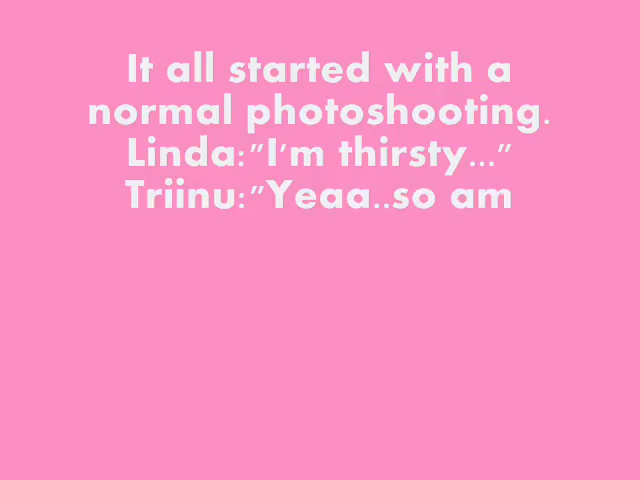 It all started with a
normal photoshooting.
Linda:"I'm thirsty..."
Triinu:"Yeaa..so am